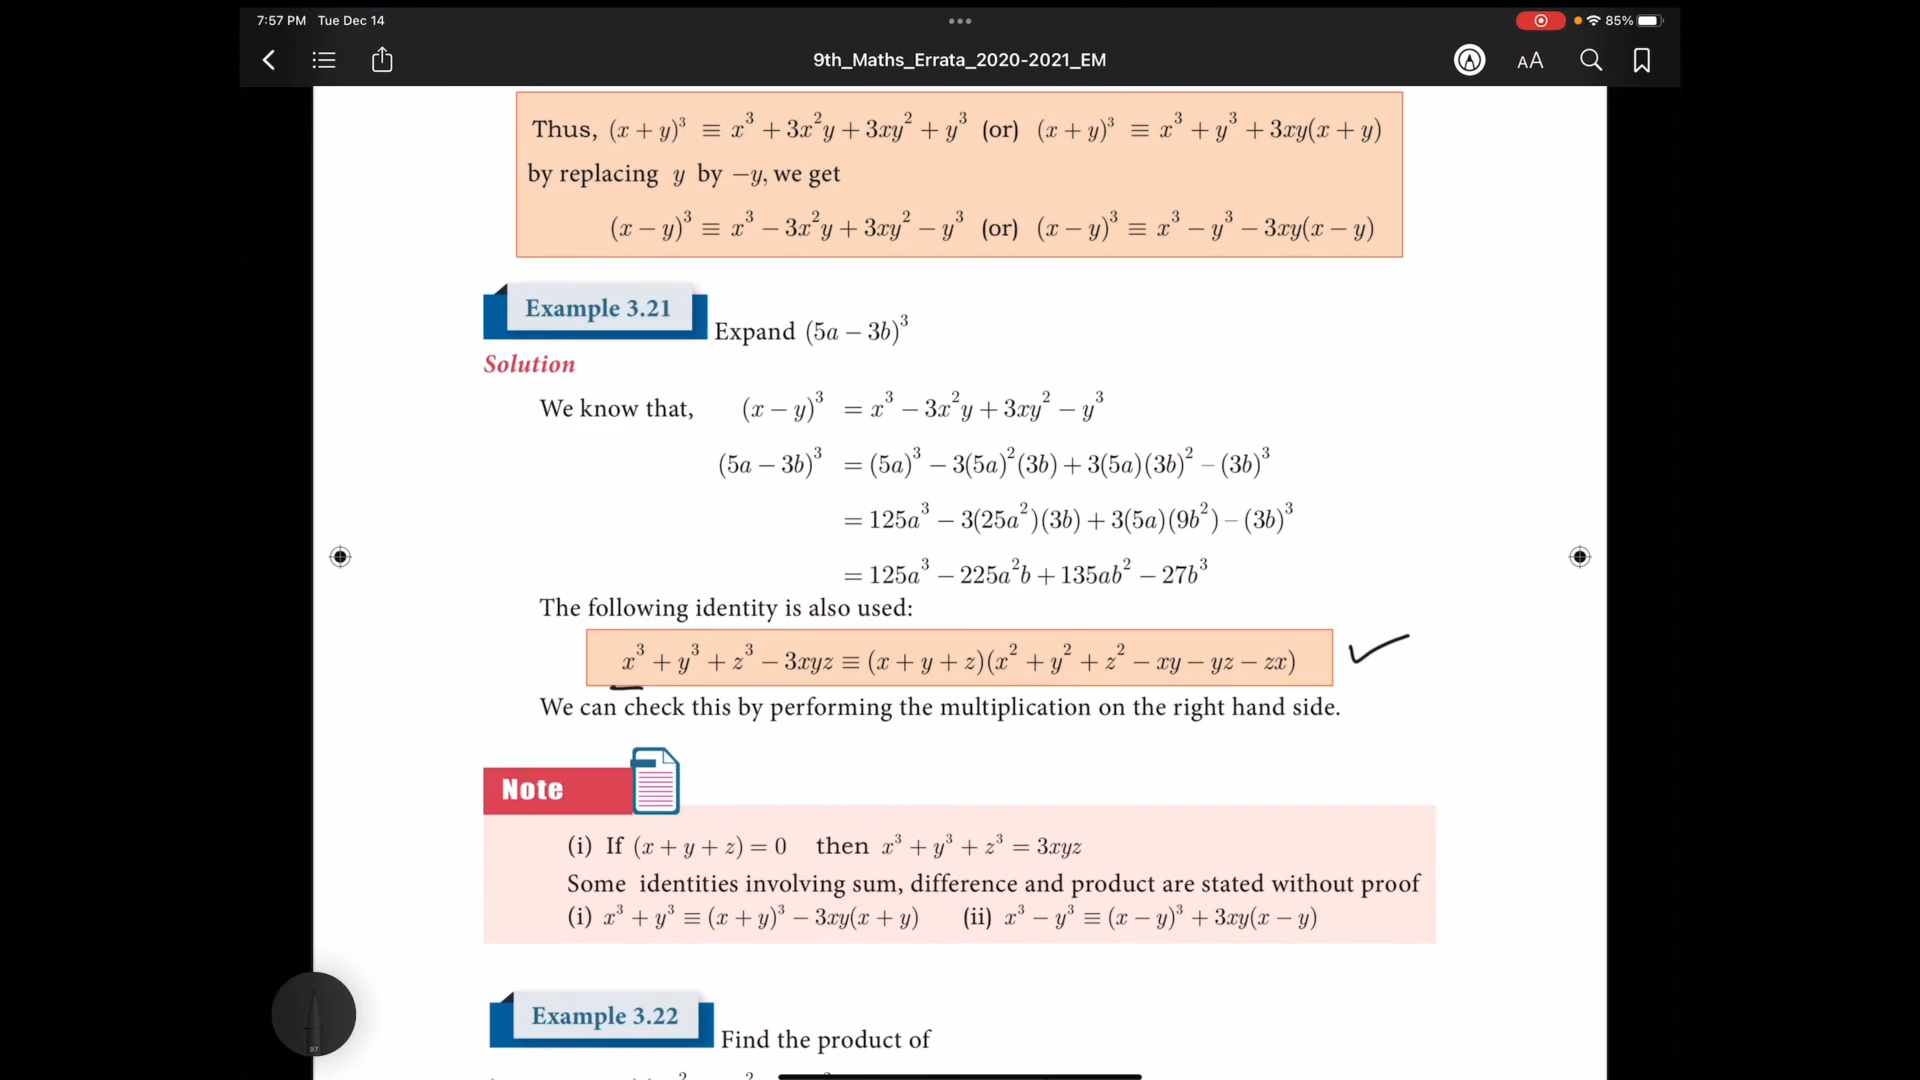 7:57 PM Tue Dec 14
85%
9th_Maths_Errata_2020-2021_EM
AA
Thus, (x + y)³ ≡ x³ + 3x²y + 3xy² + y³ (or) (x + y)³ ≡ x³ + y³ + 3xy(x + y)
by replacing y by −y, we get
(x − y)³ ≡ x³ − 3x²y + 3xy² − y³ (or) (x − y)³ ≡ x³ − y³ − 3xy(x − y)
Example 3.21
Expand (5a − 3b)³
Solution
We know that, (x − y)³ = x³ − 3x²y + 3xy² − y³
(5a − 3b)³ = (5a)³ − 3(5a)²(3b) + 3(5a)(3b)² − (3b)³
= 125a³ − 3(25a²)(3b) + 3(5a)(9b²) − (3b)³
= 125a³ − 225a²b + 135ab² − 27b³
The following identity is also used:
x³ + y³ + z³ − 3xyz ≡ (x + y + z)(x² + y² + z² − xy − yz − zx)
We can check this by performing the multiplication on the right hand side.
Note
(i) If (x + y + z) = 0 then x³ + y³ + z³ = 3xyz
Some identities involving sum, difference and product are stated without proof
(i) x³ + y³ ≡ (x + y)³ − 3xy(x + y) (ii) x³ − y³ ≡ (x − y)³ + 3xy(x − y)
97
Example 3.22
Find the product of